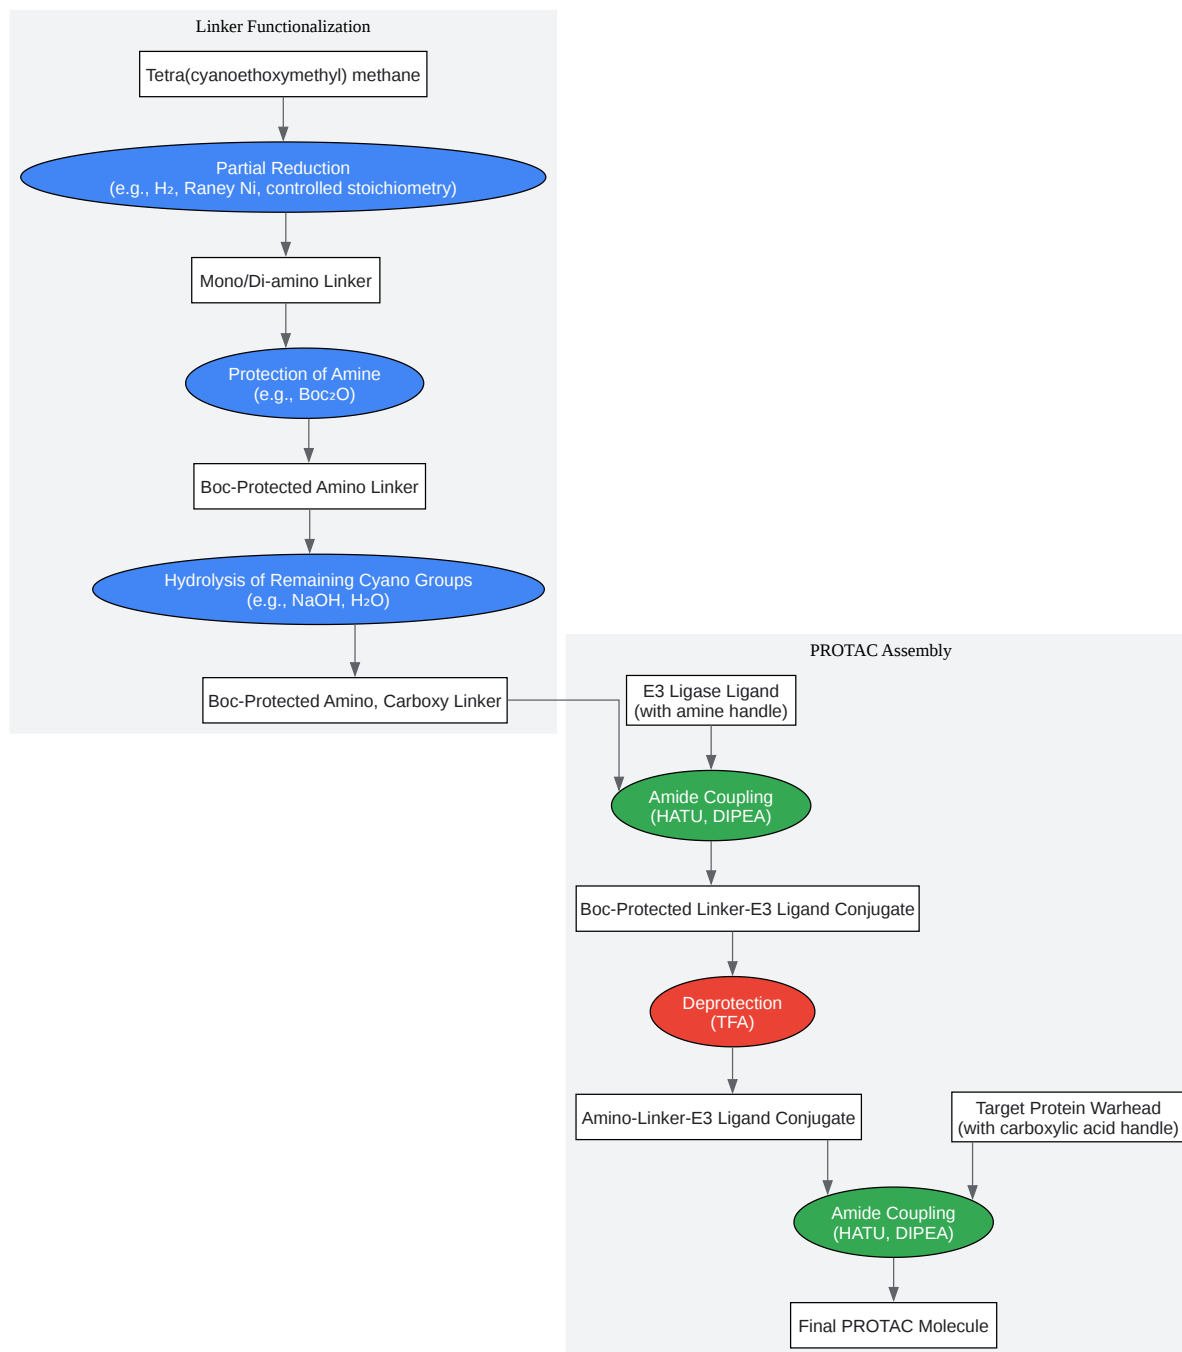 Linker Functionalization
Tetra(cyanoethoxymethyl) methane
Partial Reduction
(e.g., H₂, Raney Ni, controlled stoichiometry)
Mono/Di-amino Linker
Protection of Amine
(e.g., Boc₂O)
Boc-Protected Amino Linker
Hydrolysis of Remaining Cyano Groups
(e.g., NaOH, H₂O)
Boc-Protected Amino, Carboxy Linker
PROTAC Assembly
E3 Ligase Ligand
(with amine handle)
Amide Coupling
(HATU, DIPEA)
Boc-Protected Linker-E3 Ligand Conjugate
Deprotection
(TFA)
Amino-Linker-E3 Ligand Conjugate
Target Protein Warhead
(with carboxylic acid handle)
Amide Coupling
(HATU, DIPEA)
Final PROTAC Molecule